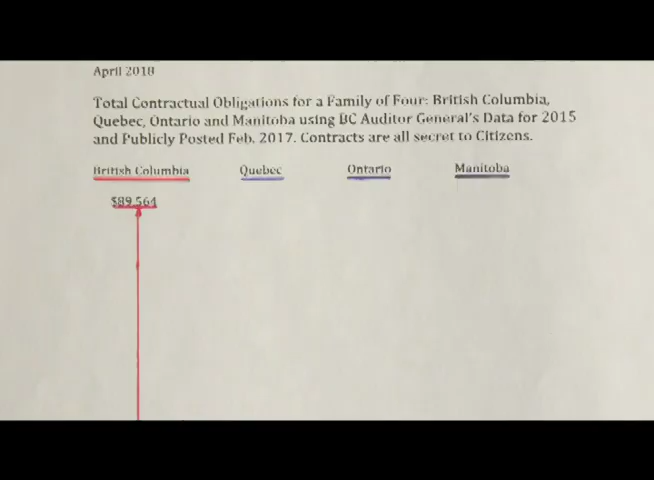 April 2018
Total Contractual Obligations for a Family of Four: British Columbia,
Quebec, Ontario and Manitoba using BC Auditor General's Data for 2015
and Publicly Posted Feb. 2017. Contracts are all secret to Citizens.
British Columbia Quebec Ontario Manitoba
$89,564